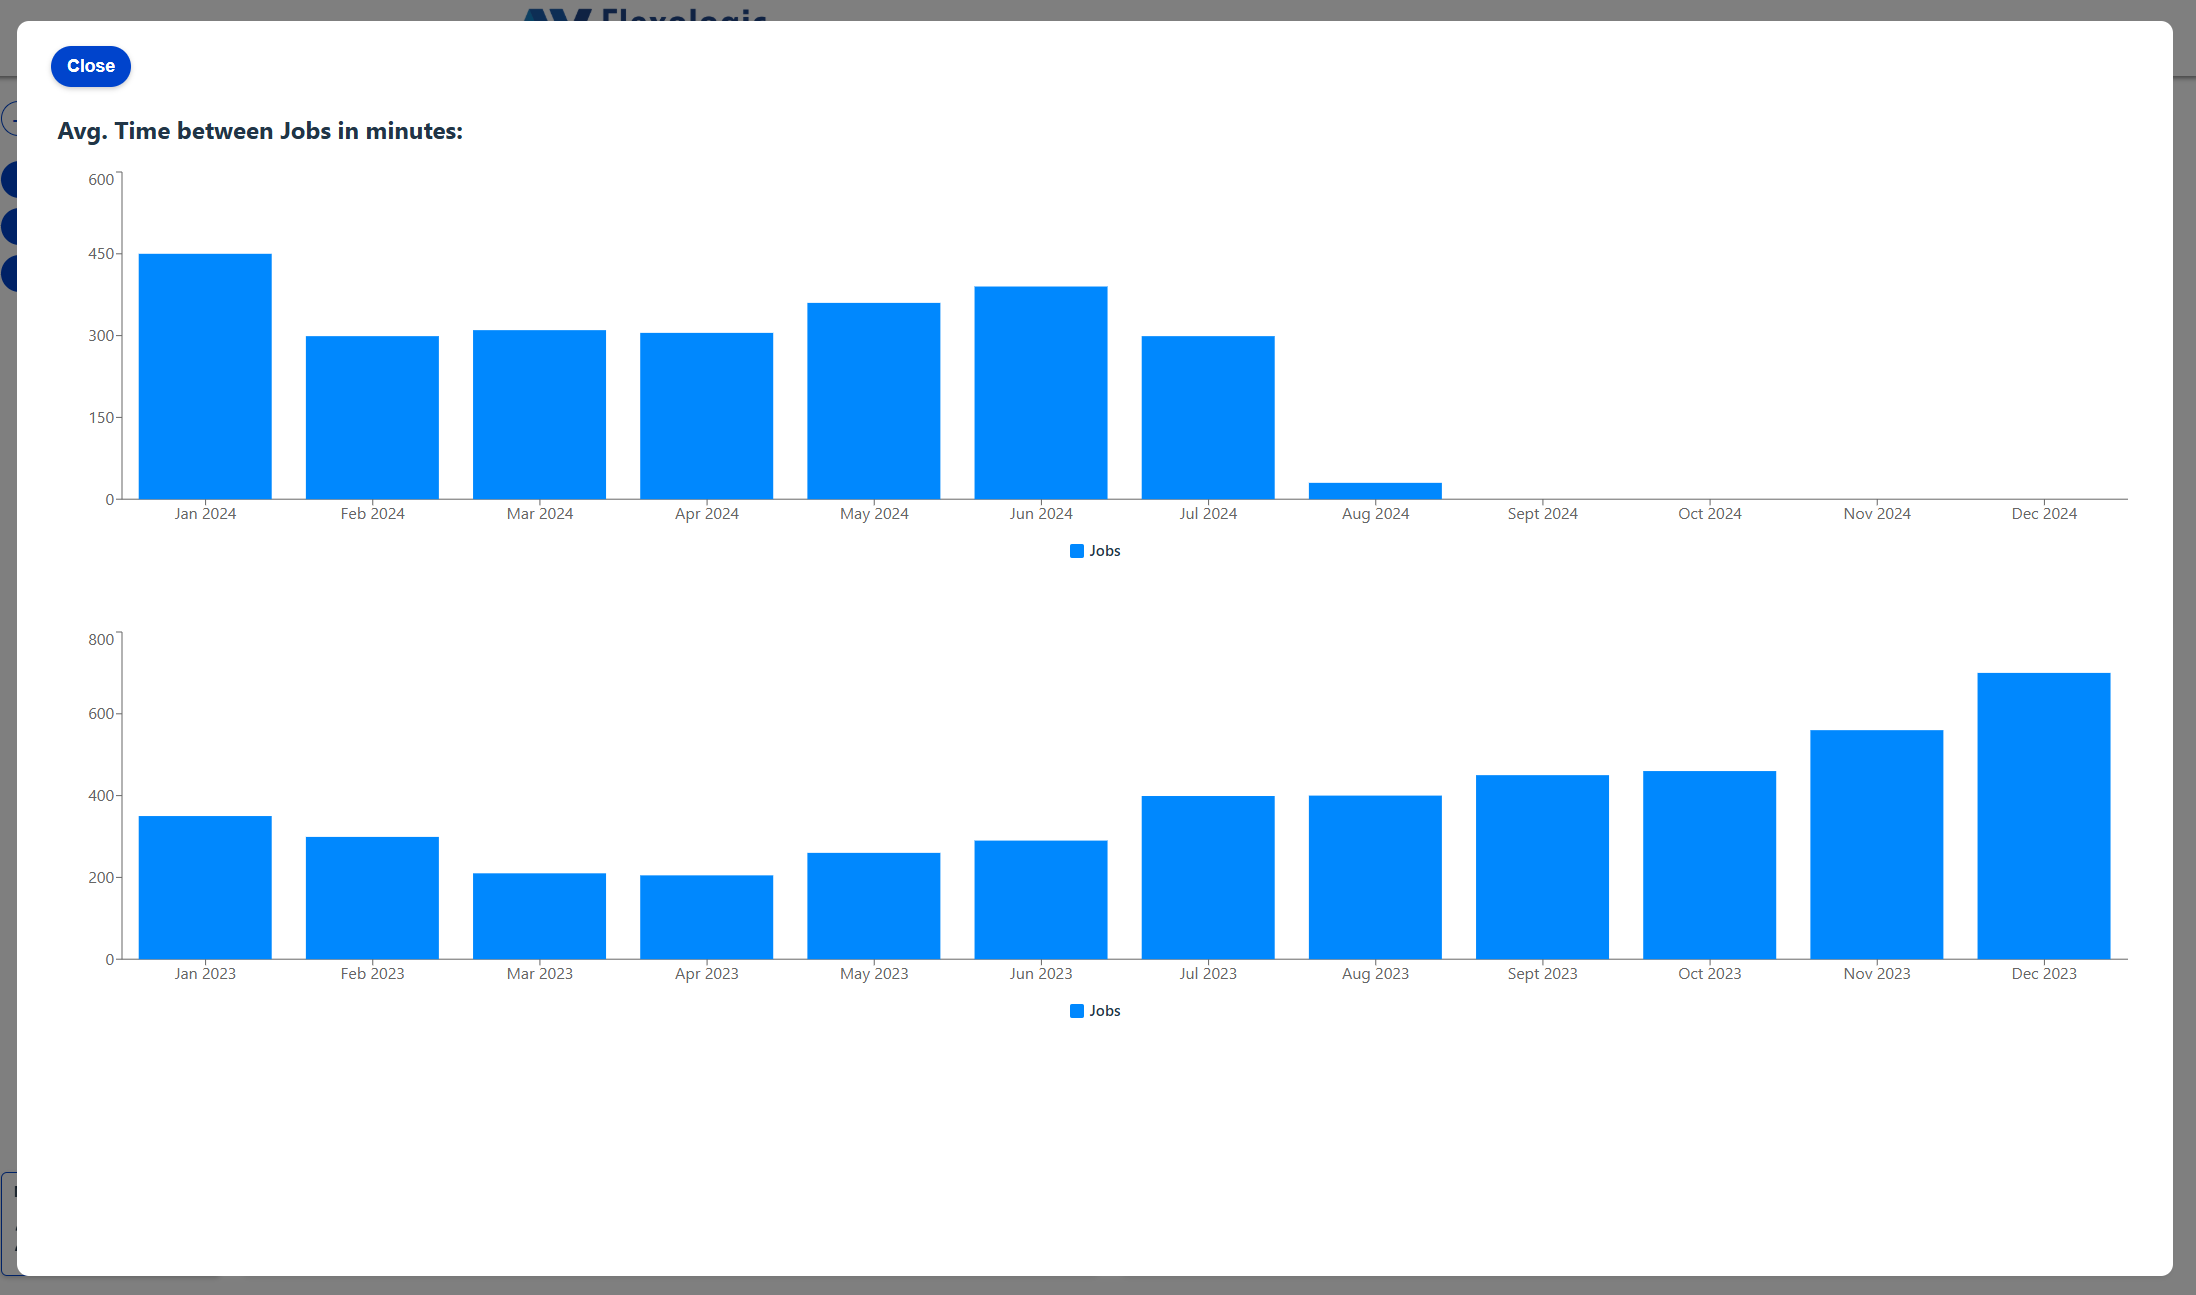 Flexologic
Close
Avg. Time between Jobs in minutes:
600
450
300
150
0
Jan 2024 Feb 2024 Mar 2024 Apr 2024 May 2024 Jun 2024 Jul 2024 Aug 2024 Sept 2024 Oct 2024 Nov 2024 Dec 2024
Jobs
800
600
400
200
0
Jan 2023 Feb 2023 Mar 2023 Apr 2023 May 2023 Jun 2023 Jul 2023 Aug 2023 Sept 2023 Oct 2023 Nov 2023 Dec 2023
Jobs